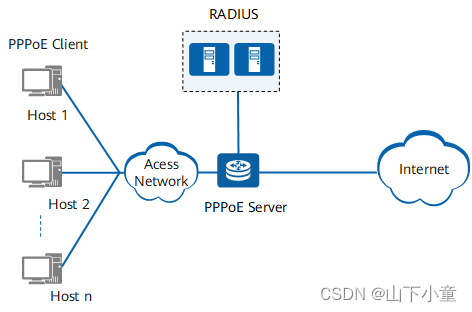 RADIUS
PPPoE Client
Host 1
Acess
Network
Internet
Host 2
PPPoE Server
Host n
CSDN @山下小童